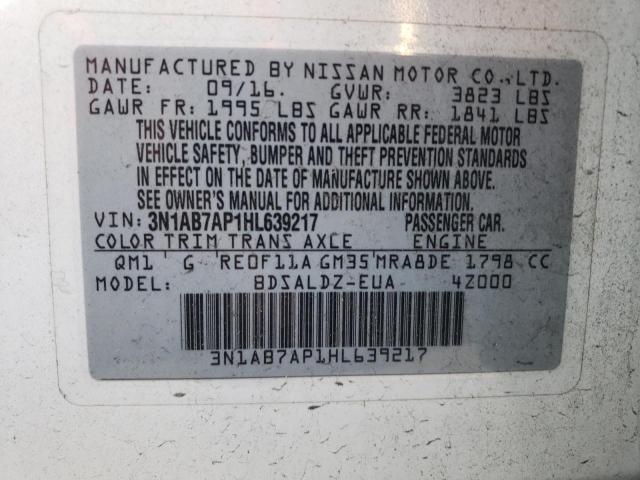 MANUFACTURED BY NISSAN MOTOR CO.,LTD.
DATE: 09/16. GVWR: 3823 LBS
GAWR FR: 1995 LBS GAWR RR: 1841 LBS
THIS VEHICLE CONFORMS TO ALL APPLICABLE FEDERAL MOTOR
VEHICLE SAFETY, BUMPER AND THEFT PREVENTION STANDARDS
IN EFFECT ON THE DATE OF MANUFACTURE SHOWN ABOVE.
SEE OWNER'S MANUAL FOR ADDITIONAL INFORMATION.
VIN: 3N1AB7AP1HL639217 PASSENGER CAR.
COLOR TRIM TRANS AXLE ENGINE
QM1 G RE0F11A GM35 MRA8DE 1798 CC
MODEL: BDSALDZ-EUA 4Z000
3N1AB7AP1HL639217